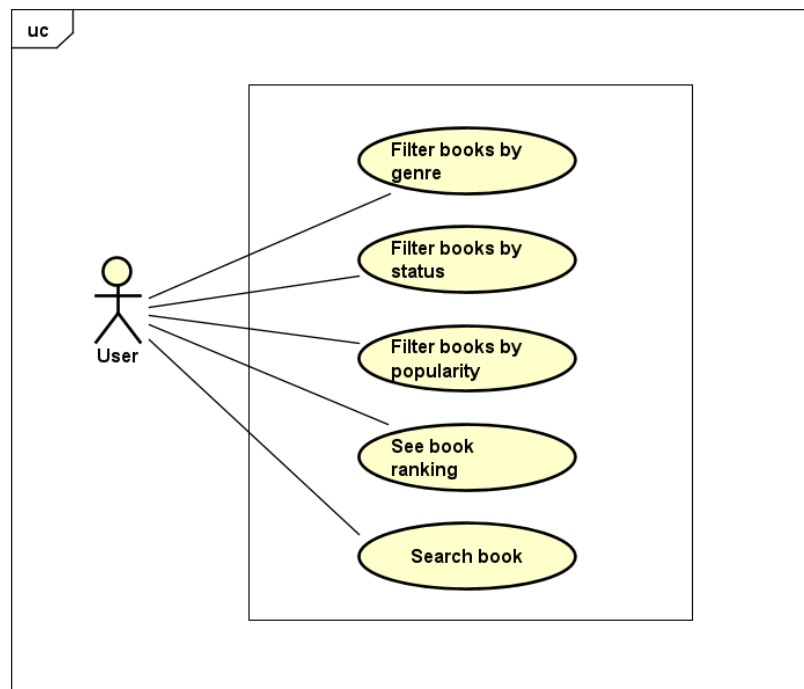 uc
Filter books by
genre
Filter books by
status
User
Filter books by
popularity
See book
ranking
Search book